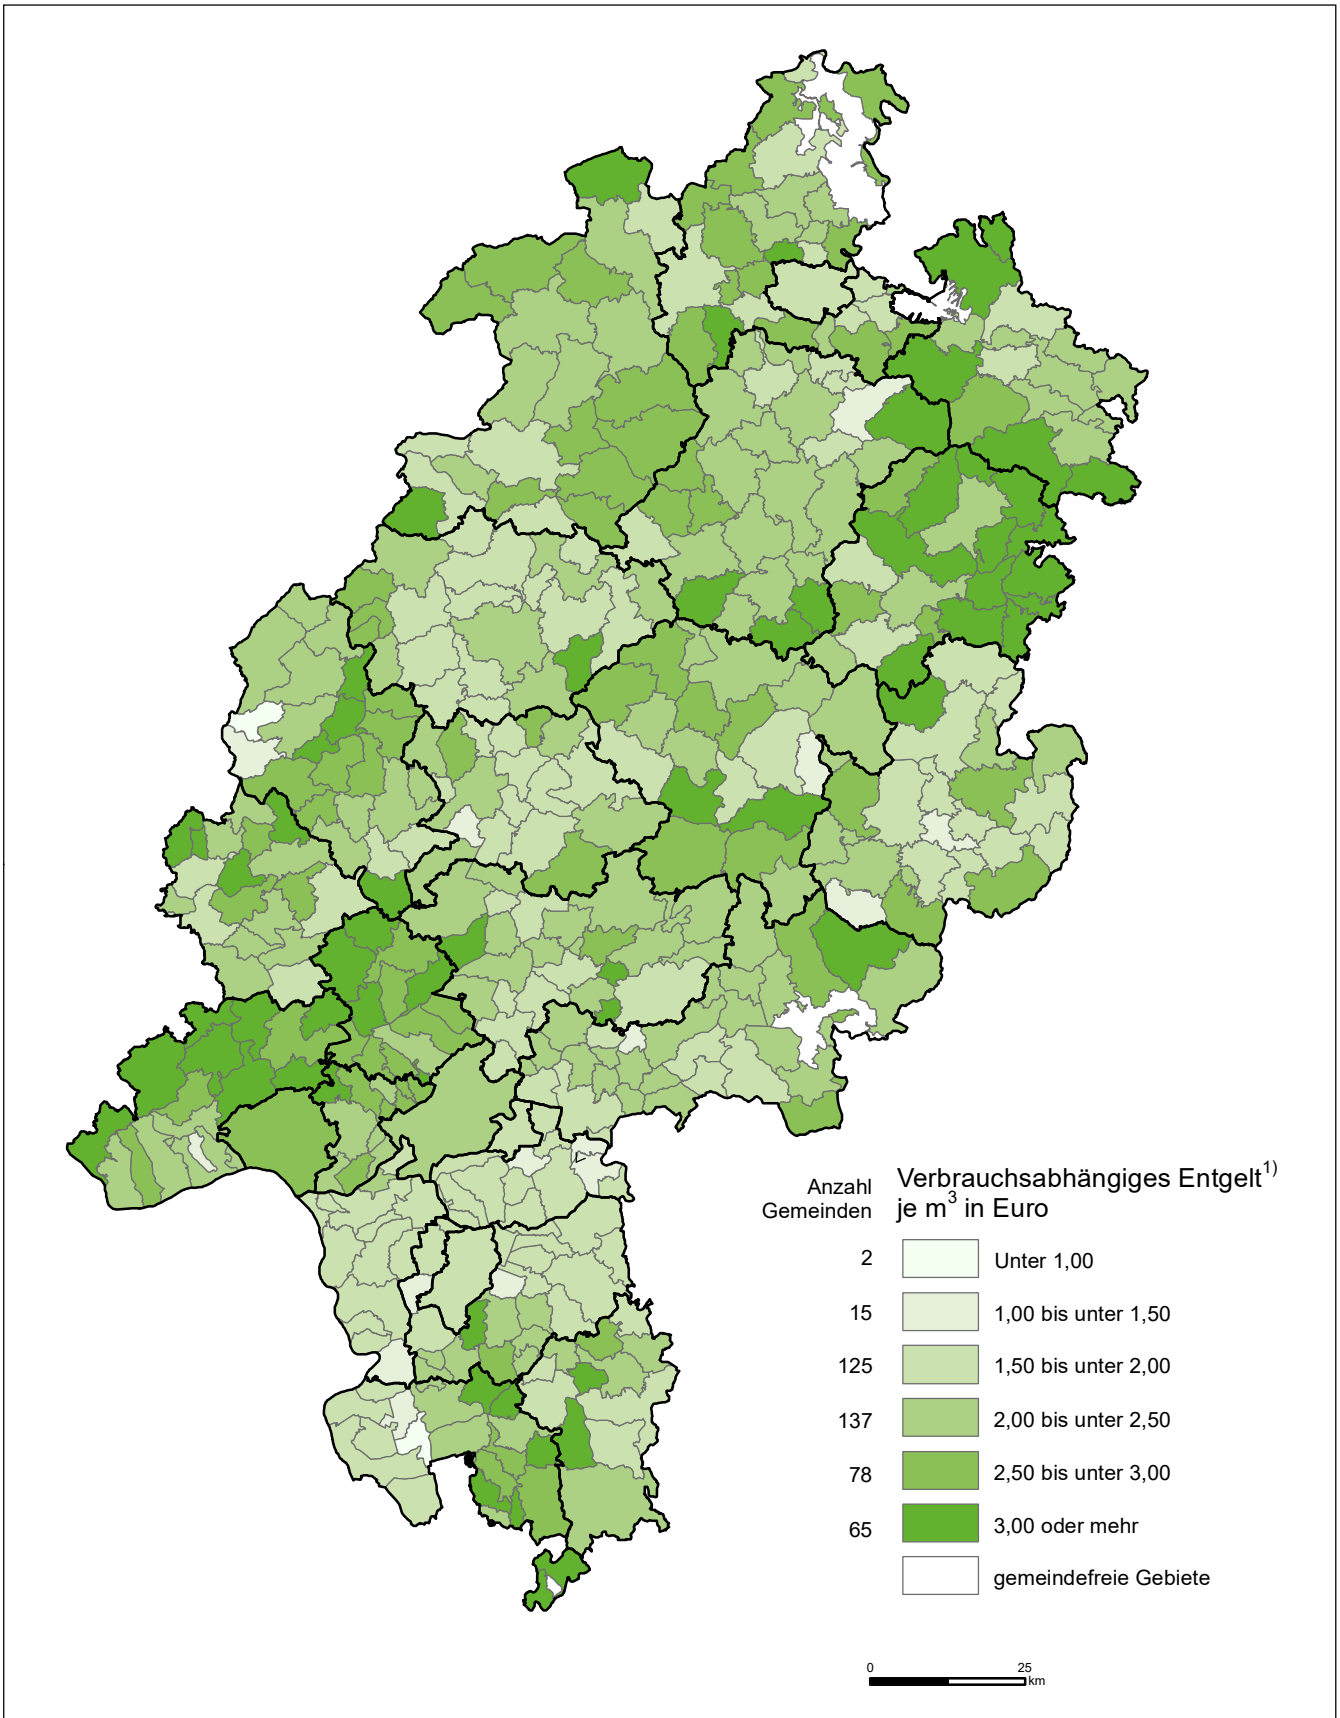 Anzahl
Gemeinden
Verbrauchsabhängiges Entgelt¹⁾
je m³ in Euro
2 Unter 1,00
15 1,00 bis unter 1,50
125 1,50 bis unter 2,00
137 2,00 bis unter 2,50
78 2,50 bis unter 3,00
65 3,00 oder mehr
gemeindefreie Gebiete
0 25
km